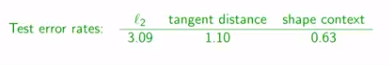 Test error rates:
ℓ₂ tangent distance shape context
3.09 1.10 0.63